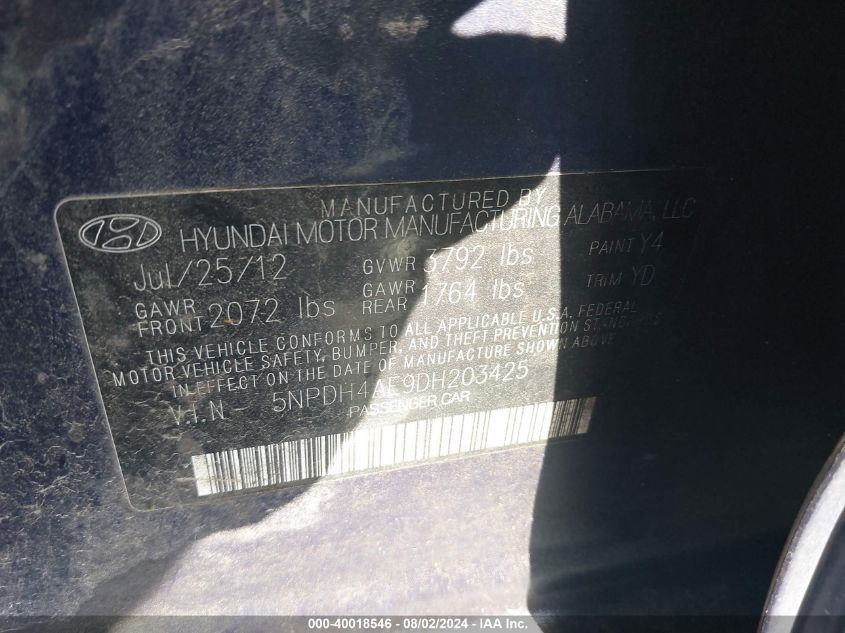 MANUFACTURED BY
HYUNDAI MOTOR MANUFACTURING ALABAMA, LLC
Jul/25/12 GVWR 3792 lbs PAINT Y4
GAWR FRONT 2072 lbs GAWR REAR 1764 lbs TRIM YD
THIS VEHICLE CONFORMS TO ALL APPLICABLE U.S.A. FEDERAL
MOTOR VEHICLE SAFETY, BUMPER, AND THEFT PREVENTION STANDARDS
IN EFFECT ON THE DATE OF MANUFACTURE SHOWN ABOVE
V.I.N - 5NPDH4AE9DH203425
PASSENGER CAR
000-40018546 - 08/02/2024 - IAA Inc.